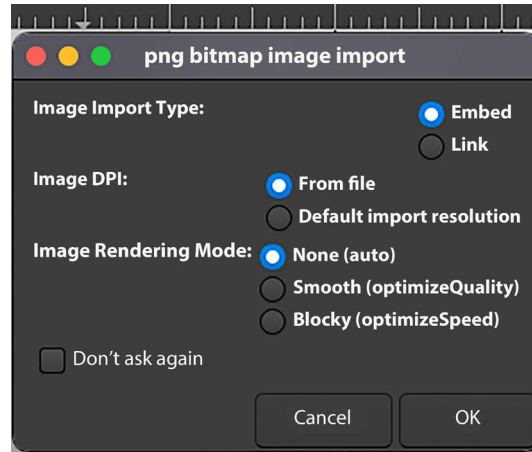 png bitmap image import
Image Import Type:
Embed
Link
Image DPI:
From file
Default import resolution
Image Rendering Mode:
None (auto)
Smooth (optimizeQuality)
Blocky (optimizeSpeed)
Don't ask again
Cancel
OK